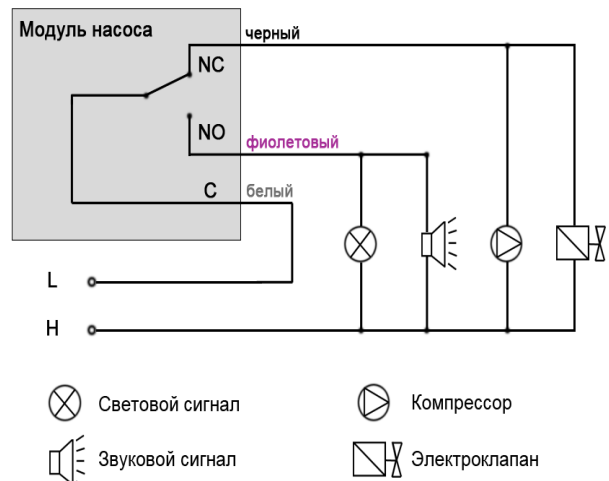 Модуль насоса
черный
NC
NO
фиолетовый
C
белый
L
Н
Световой сигнал
Компрессор
Звуковой сигнал
Электроклапан